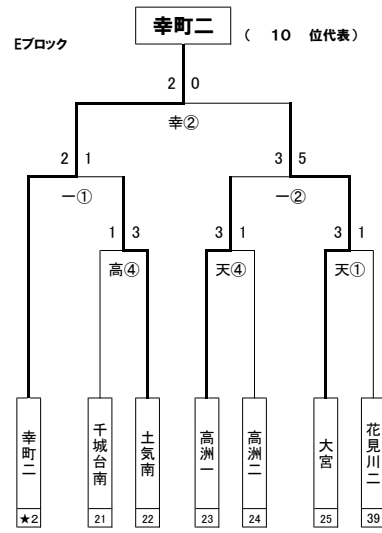 幸町二
Eブロック
（ 10 位代表）
2 0
幸②
2 1
3 5
一①
一②
1 3
3 1
3 1
高④
天④
天①
幸町二
千城台南
土気南
高洲一
高洲二
大宮
花見川二
★2
21
22
23
24
25
39